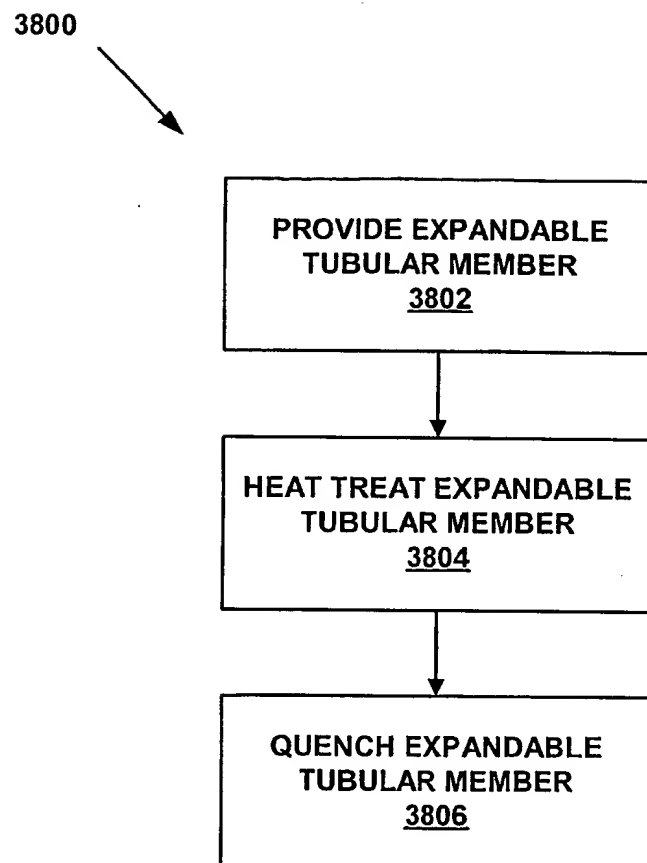 3800
PROVIDE EXPANDABLE
TUBULAR MEMBER
3802
HEAT TREAT EXPANDABLE
TUBULAR MEMBER
3804
QUENCH EXPANDABLE
TUBULAR MEMBER
3806